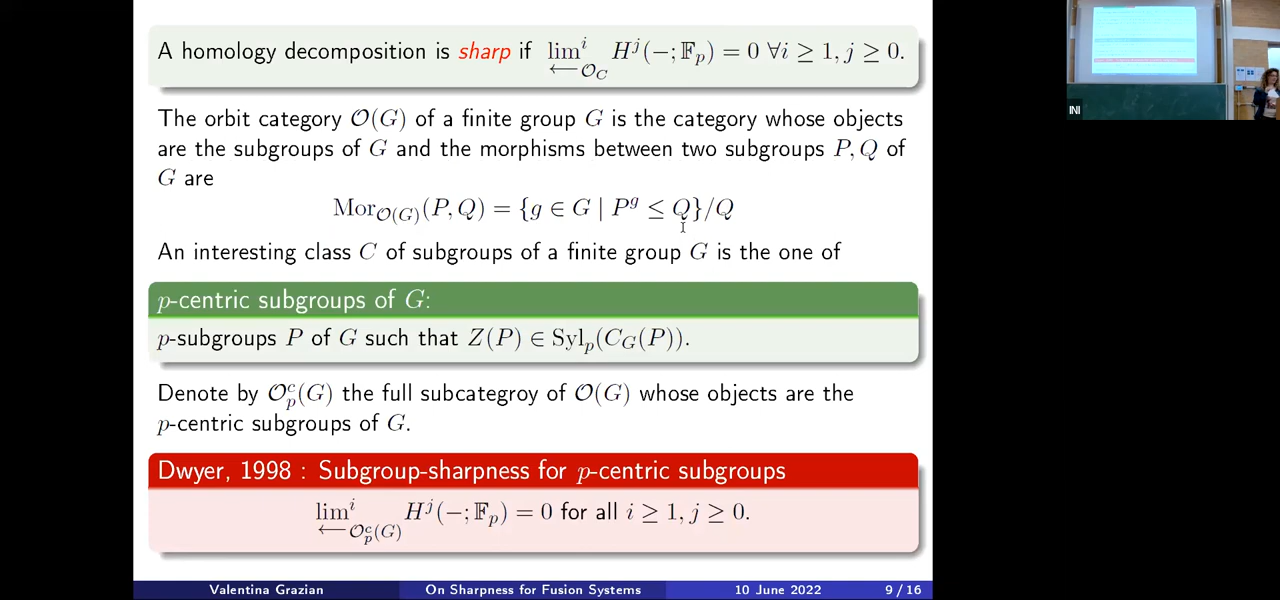 A homology decomposition is sharp if lim^i_{←O_C} H^j(−; 𝔽_p) = 0 ∀i ≥ 1, j ≥ 0.
The orbit category O(G) of a finite group G is the category whose objects
are the subgroups of G and the morphisms between two subgroups P, Q of
G are
Mor_{O(G)}(P, Q) = {g ∈ G | P^g ≤ Q}/Q
An interesting class C of subgroups of a finite group G is the one of
p-centric subgroups of G:
p-subgroups P of G such that Z(P) ∈ Syl_p(C_G(P)).
Denote by O_p^c(G) the full subcategroy of O(G) whose objects are the
p-centric subgroups of G.
Dwyer, 1998 : Subgroup-sharpness for p-centric subgroups
lim^i_{←O_p^c(G)} H^j(−; 𝔽_p) = 0 for all i ≥ 1, j ≥ 0.
Valentina Grazian On Sharpness for Fusion Systems 10 June 2022 9 / 16
INI